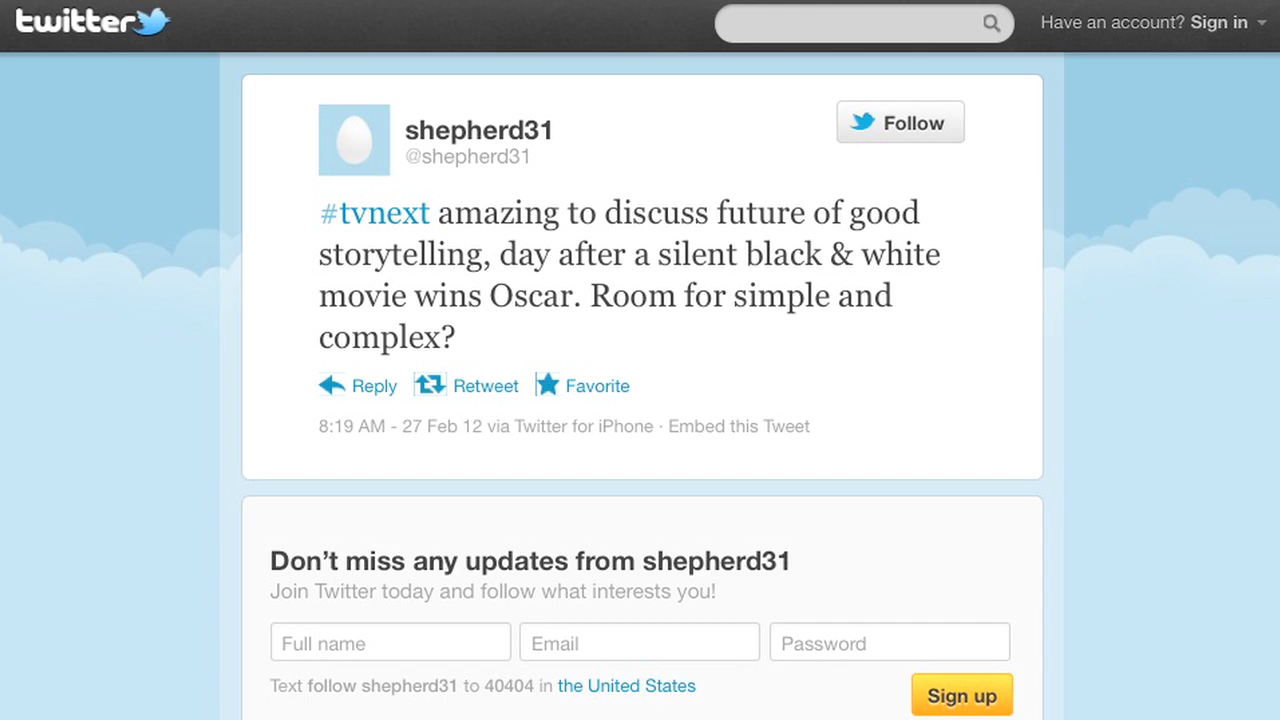 twitter
Have an account? Sign in
shepherd31
@shepherd31
Follow
#tvnext amazing to discuss future of good
storytelling, day after a silent black & white
movie wins Oscar. Room for simple and
complex?
Reply Retweet Favorite
8:19 AM - 27 Feb 12 via Twitter for iPhone · Embed this Tweet
Don’t miss any updates from shepherd31
Join Twitter today and follow what interests you!
Full name Email Password
Text follow shepherd31 to 40404 in the United States
Sign up